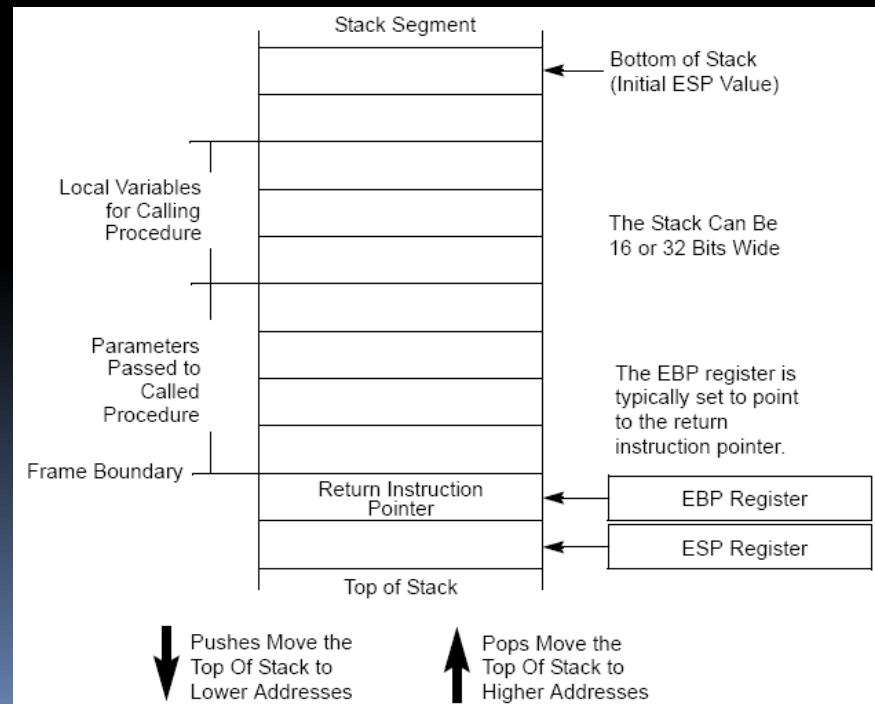 Stack Segment
Bottom of Stack
(Initial ESP Value)
Local Variables
for Calling
Procedure
The Stack Can Be
16 or 32 Bits Wide
Parameters
Passed to
Called
Procedure
The EBP register is
typically set to point
to the return
instruction pointer.
Frame Boundary
Return Instruction
Pointer
EBP Register
ESP Register
Top of Stack
Pushes Move the
Top Of Stack to
Lower Addresses
Pops Move the
Top Of Stack to
Higher Addresses